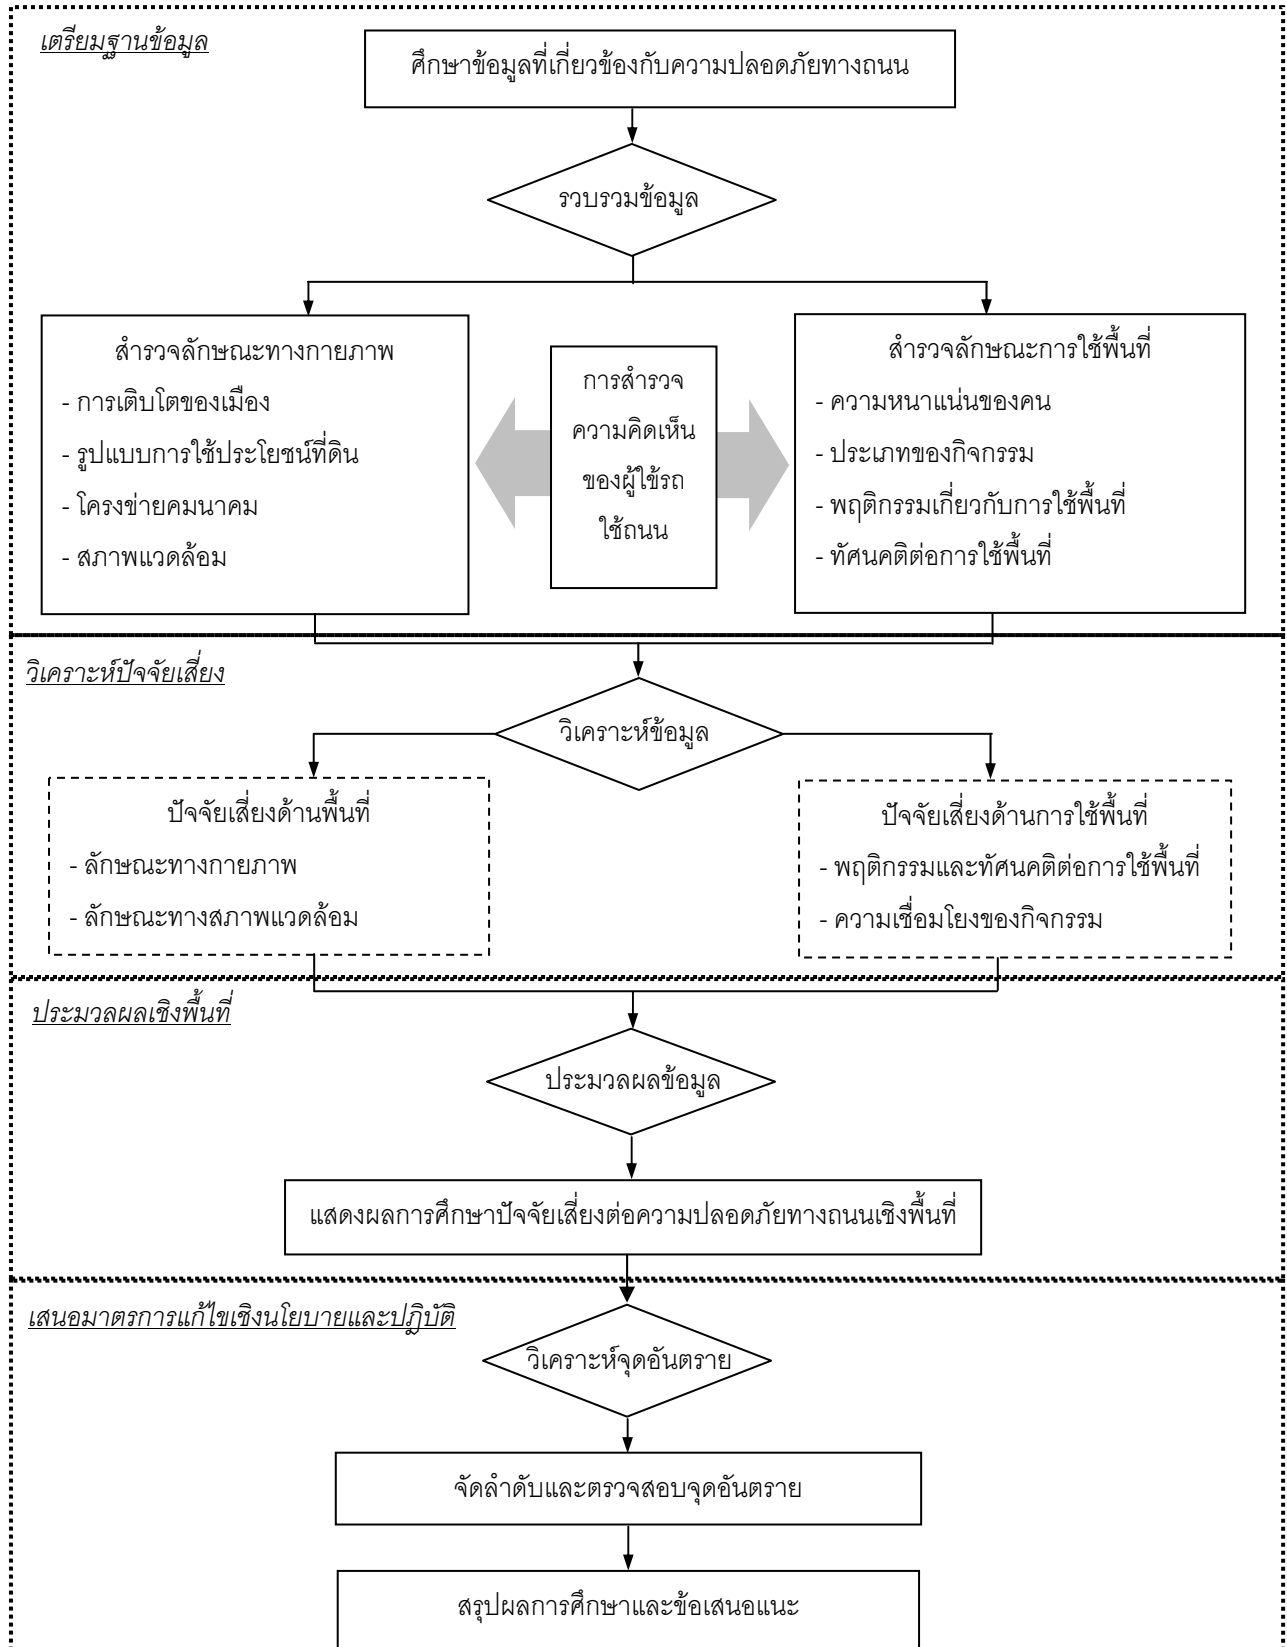 เตรียมฐานข้อมูล
ศึกษาข้อมูลที่เกี่ยวข้องกับความปลอดภัยทางถนน
รวบรวมข้อมูล
สำรวจลักษณะทางกายภาพ
- การเติบโตของเมือง
- รูปแบบการใช้ประโยชน์ที่ดิน
- โครงข่ายคมนาคม
- สภาพแวดล้อม
การสำรวจ
ความคิดเห็น
ของผู้ใช้รถ
ใช้ถนน
สำรวจลักษณะการใช้พื้นที่
- ความหนาแน่นของคน
- ประเภทของกิจกรรม
- พฤติกรรมเกี่ยวกับการใช้พื้นที่
- ทัศนคติต่อการใช้พื้นที่
วิเคราะห์ปัจจัยเสี่ยง
วิเคราะห์ข้อมูล
ปัจจัยเสี่ยงด้านพื้นที่
- ลักษณะทางกายภาพ
- ลักษณะทางสภาพแวดล้อม
ปัจจัยเสี่ยงด้านการใช้พื้นที่
- พฤติกรรมและทัศนคติต่อการใช้พื้นที่
- ความเชื่อมโยงของกิจกรรม
ประมวลผลเชิงพื้นที่
ประมวลผลข้อมูล
แสดงผลการศึกษาปัจจัยเสี่ยงต่อความปลอดภัยทางถนนเชิงพื้นที่
เสนอมาตรการแก้ไขเชิงนโยบายและปฏิบัติ
วิเคราะห์จุดอันตราย
จัดลำดับและตรวจสอบจุดอันตราย
สรุปผลการศึกษาและข้อเสนอแนะ